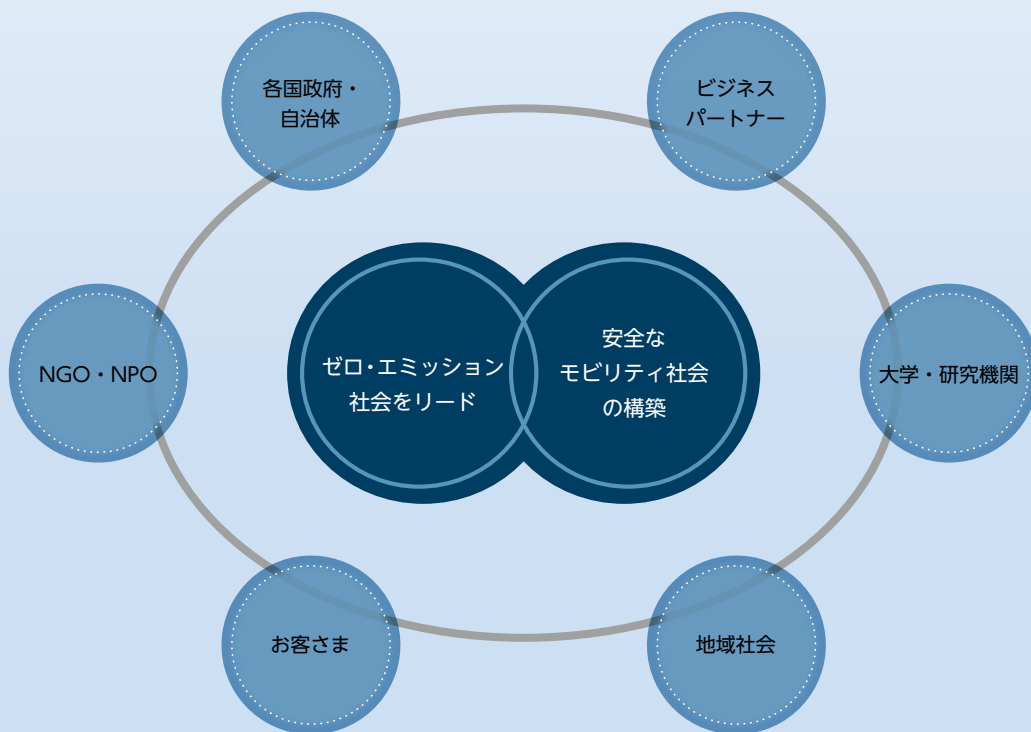 各国政府・
自治体
ビジネス
パートナー
ゼロ・エミッション
社会をリード
安全な
モビリティ社会
の構築
NGO・NPO
大学・研究機関
お客さま
地域社会